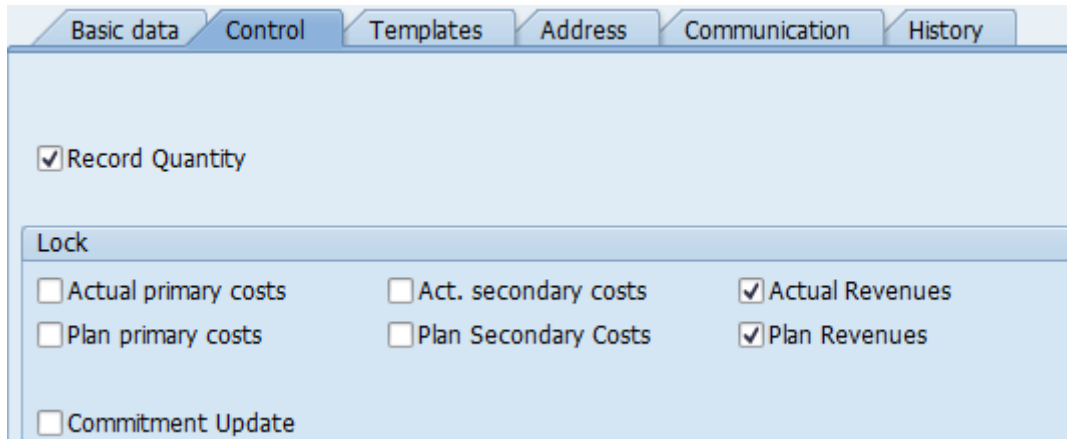 Basic data Control Templates Address Communication History
Record Quantity
Lock
Actual primary costs Act. secondary costs Actual Revenues
Plan primary costs Plan Secondary Costs Plan Revenues
Commitment Update